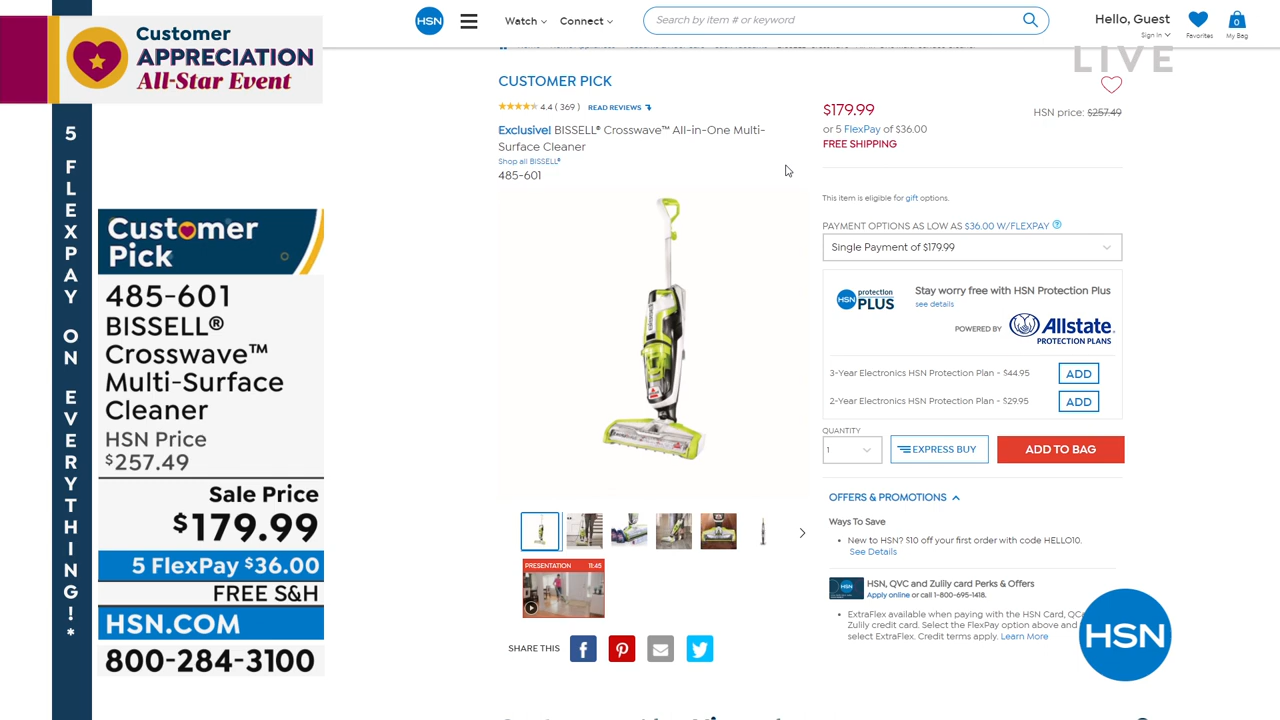 Customer
APPRECIATION
All-Star Event
5 FLEXPAY ON EVERYTHING!*
Customer
Pick
485-601
BISSELL®
Crosswave™
Multi-Surface
Cleaner
HSN Price
$257.49
Sale Price
$179.99
5 FlexPay $36.00
FREE S&H
HSN.COM
800-284-3100
HSN
Watch
Connect
Search by item # or keyword
Hello, Guest
Sign In
Favorites
0
My Bag
LIVE
CUSTOMER PICK
4.4 ( 369 ) READ REVIEWS
Exclusive! BISSELL® Crosswave™ All-in-One Multi-
Surface Cleaner
Shop all BISSELL®
485-601
$179.99
HSN price: $257.49
or 5 FlexPay of $36.00
FREE SHIPPING
This item is eligible for gift options.
PAYMENT OPTIONS AS LOW AS $36.00 W/FLEXPAY ?
Single Payment of $179.99
HSN protection PLUS
Stay worry free with HSN Protection Plus
see details
POWERED BY Allstate.
PROTECTION PLANS
3-Year Electronics HSN Protection Plan - $44.95 ADD
2-Year Electronics HSN Protection Plan - $29.95 ADD
QUANTITY
1
EXPRESS BUY
ADD TO BAG
OFFERS & PROMOTIONS
Ways To Save
• New to HSN? $10 off your first order with code HELLO10.
See Details
HSN, QVC and Zulily card Perks & Offers
Apply online or call 1-800-695-1418.
• ExtraFlex available when paying with the HSN Card, QC
Zulily credit card. Select the FlexPay option above and
select ExtraFlex. Credit terms apply. Learn More
PRESENTATION 11:45
SHARE THIS
HSN
BISSELL